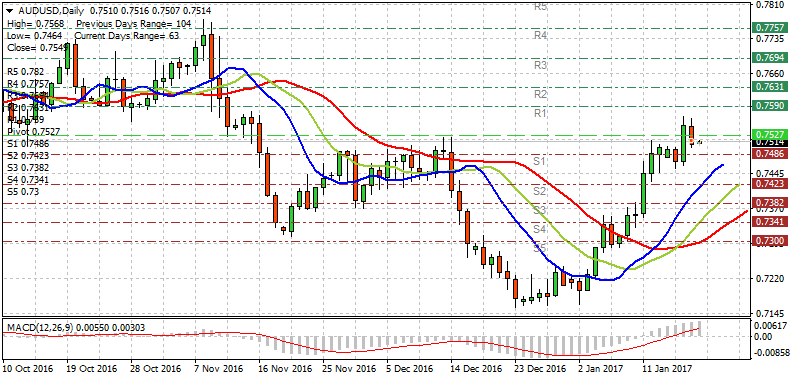 AUDUSD,Daily 0.7510 0.7516 0.7507 0.7514
High= 0.7568 Previous Days Range= 104
Low= 0.7464 Current Days Range= 63
Close= 0.7549
R5 0.782
R4 0.7757
R2 0.7631
Pivot 0.7527
S1 0.7486
S2 0.7423
S3 0.7382
S4 0.7341
S5 0.73
R5
R4
R3
R2
R1
S1
S2
S3
S4
S5
0.7810
0.7757
0.7735
0.7694
0.7660
0.7631
0.7590
0.7527
0.7514
0.7486
0.7445
0.7423
0.7382
0.7370
0.7341
0.7300
0.7220
0.7145
MACD(12,26,9) 0.00550 0.00303
0.00617
0.00
-0.00858
10 Oct 2016 19 Oct 2016 28 Oct 2016 7 Nov 2016 16 Nov 2016 25 Nov 2016 5 Dec 2016 14 Dec 2016 23 Dec 2016 2 Jan 2017 11 Jan 2017